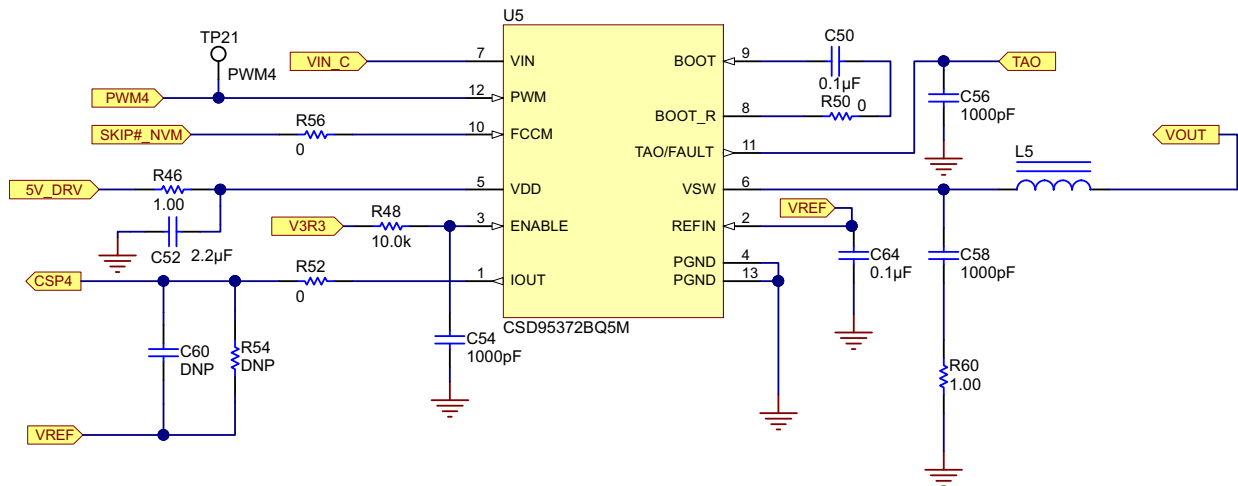 U5
TP21
PWM4
VIN_C
7
VIN
PWM4
12
PWM
SKIP#_NVM
R56
0
10
FCCM
5V_DRV
R46
1.00
5
VDD
C52
2.2µF
V3R3
R48
10.0k
3
ENABLE
CSP4
R52
0
1
IOUT
C60
DNP
R54
DNP
VREF
C54
1000pF
CSD95372BQ5M
BOOT
9
C50
0.1µF
BOOT_R
8
R50
0
TAO/FAULT
11
TAO
C56
1000pF
VSW
6
L5
VOUT
REFIN
2
VREF
C64
0.1µF
PGND
4
PGND
13
C58
1000pF
R60
1.00